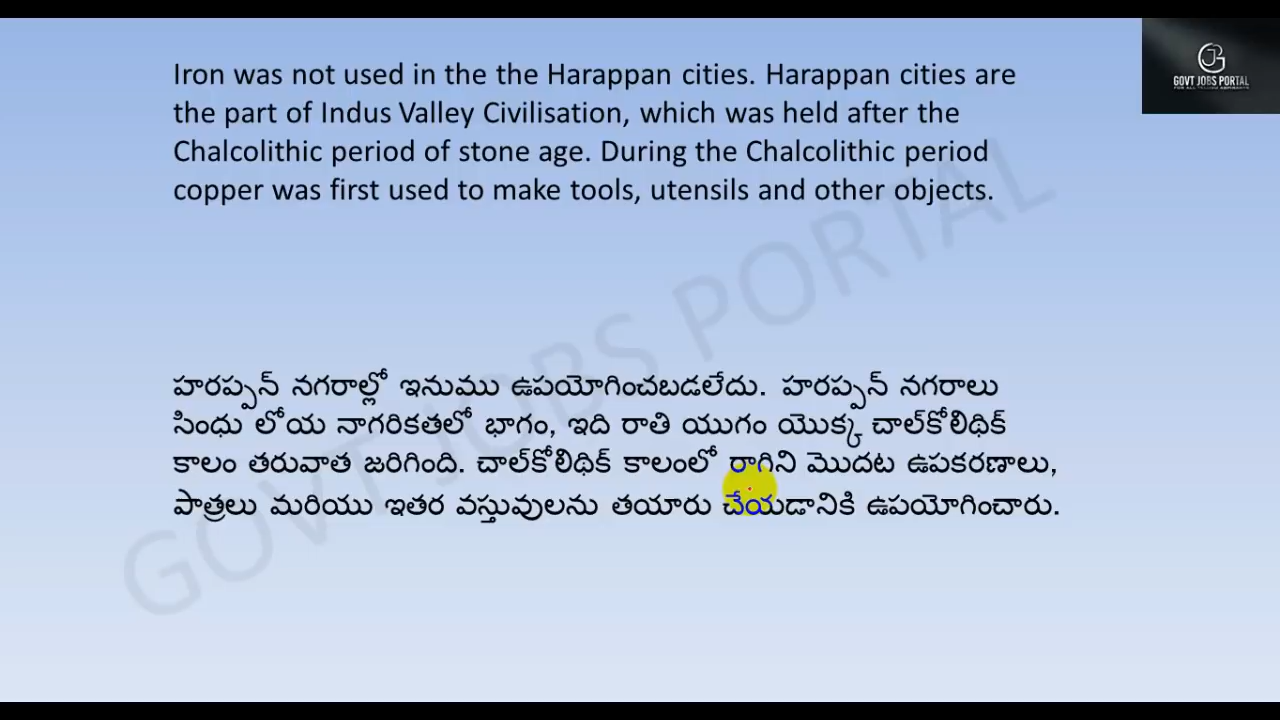 Iron was not used in the the Harappan cities. Harappan cities are
the part of Indus Valley Civilisation, which was held after the
Chalcolithic period of stone age. During the Chalcolithic period
copper was first used to make tools, utensils and other objects.
GOVT JOBS PORTAL
హరప్పన్ నగరాల్లో ఇనుము ఉపయోగించబడలేదు. హరప్పన్ నగరాలు
సింధు లోయ నాగరికతలో భాగం, ఇది రాతి యుగం యొక్క చాల్‌కోలిథిక్
కాలం తరువాత జరిగింది. చాల్‌కోలిథిక్ కాలంలో రాగిని మొదట ఉపకరణాలు,
పాత్రలు మరియు ఇతర వస్తువులను తయారు చేయడానికి ఉపయోగించారు.
GOVT JOBS PORTAL